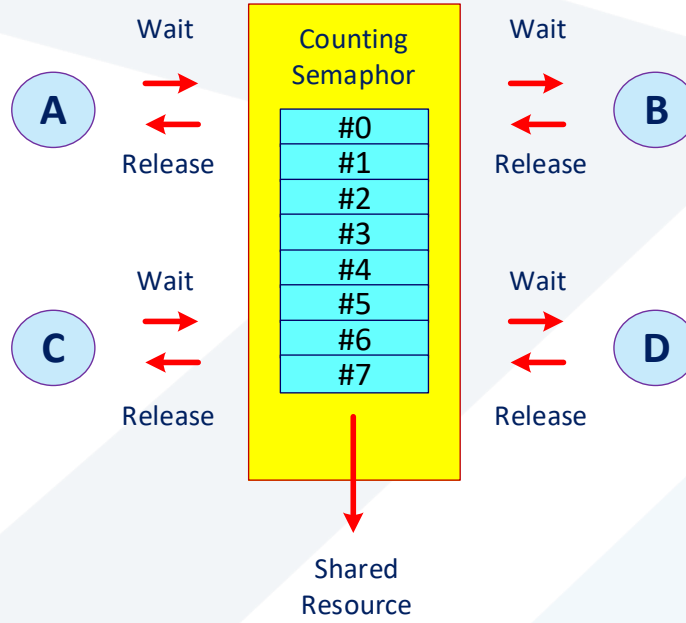 Wait
Counting
Semaphor
Wait
A
B
Release
Release
#0
#1
#2
#3
#4
#5
#6
#7
Wait
Wait
C
D
Release
Release
Shared
Resource